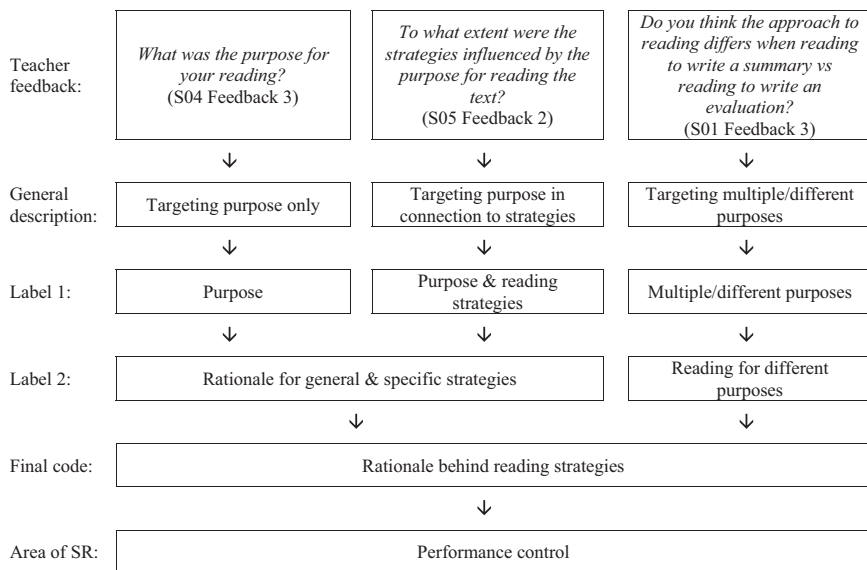 Teacher
feedback:
What was the purpose for
your reading?
(S04 Feedback 3)
To what extent were the
strategies influenced by the
purpose for reading the
text?
(S05 Feedback 2)
Do you think the approach to
reading differs when reading
to write a summary vs
reading to write an
evaluation?
(S01 Feedback 3)
General
description:
Targeting purpose only
Targeting purpose in
connection to strategies
Targeting multiple/different
purposes
Label 1:
Purpose
Purpose & reading
strategies
Multiple/different purposes
Label 2:
Rationale for general & specific strategies
Reading for different
purposes
Final code:
Rationale behind reading strategies
Area of SR:
Performance control